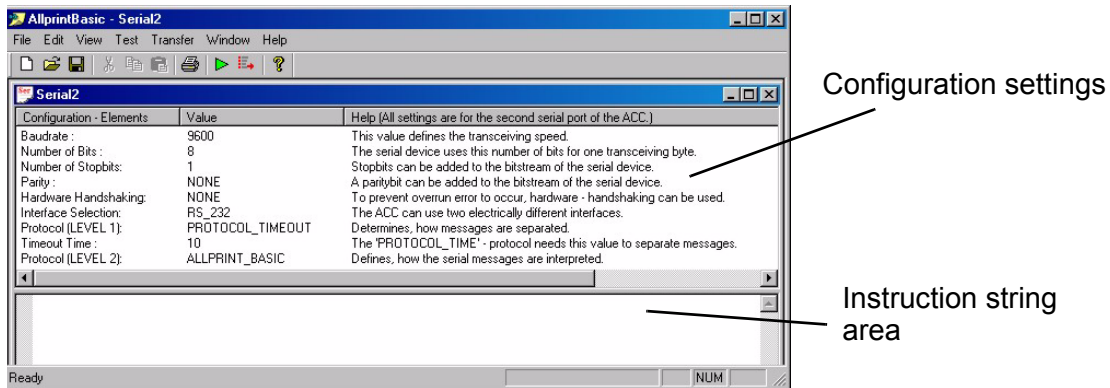 AllprintBasic - Serial2
File Edit View Test Transfer Window Help
Serial2
Configuration - Elements Value Help (All settings are for the second serial port of the ACC.)
Baudrate : 9600 This value defines the transceiving speed.
Number of Bits : 8 The serial device uses this number of bits for one transceiving byte.
Number of Stopbits: 1 Stopbits can be added to the bitstream of the serial device.
Parity : NONE A paritybit can be added to the bitstream of the serial device.
Hardware Handshaking: NONE To prevent overrun error to occur, hardware - handshaking can be used.
Interface Selection: RS_232 The ACC can use two electrically different interfaces.
Protocol (LEVEL 1): PROTOCOL_TIMEOUT Determines, how messages are separated.
Timeout Time : 10 The 'PROTOCOL_TIME' - protocol needs this value to separate messages.
Protocol (LEVEL 2): ALLPRINT_BASIC Defines, how the serial messages are interpreted.
Ready NUM
Configuration settings
Instruction string
area